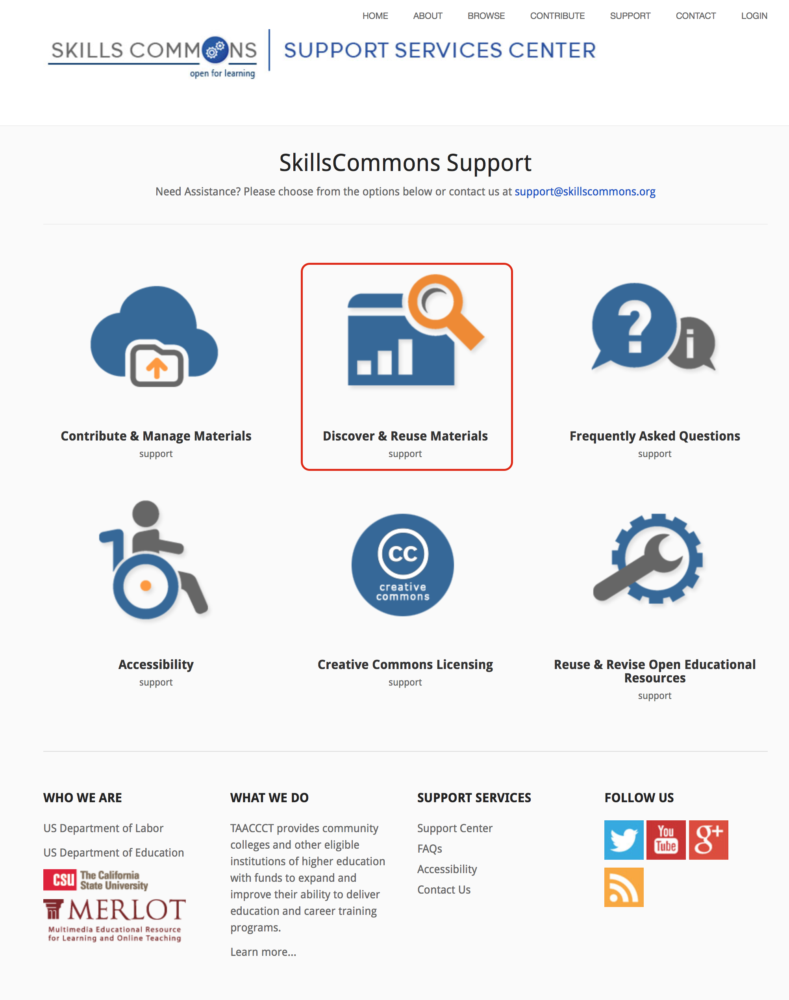 HOME ABOUT BROWSE CONTRIBUTE SUPPORT CONTACT LOGIN
SKILLS COMMONS SUPPORT SERVICES CENTER
open for learning
SkillsCommons Support
Need Assistance? Please choose from the options below or contact us at support@skillscommons.org
? i
Contribute & Manage Materials
support
Discover & Reuse Materials
support
Frequently Asked Questions
support
cc
creative
commons
Accessibility
support
Creative Commons Licensing
support
Reuse & Revise Open Educational
Resources
support
WHO WE ARE
US Department of Labor
US Department of Education
CSU The California
State University
MERLOT
Multimedia Educational Resource
for Learning and Online Teaching
WHAT WE DO
TAACCCT provides community
colleges and other eligible
institutions of higher education
with funds to expand and
improve their ability to deliver
education and career training
programs.
Learn more...
SUPPORT SERVICES
Support Center
FAQs
Accessibility
Contact Us
FOLLOW US
You
Tube
g+